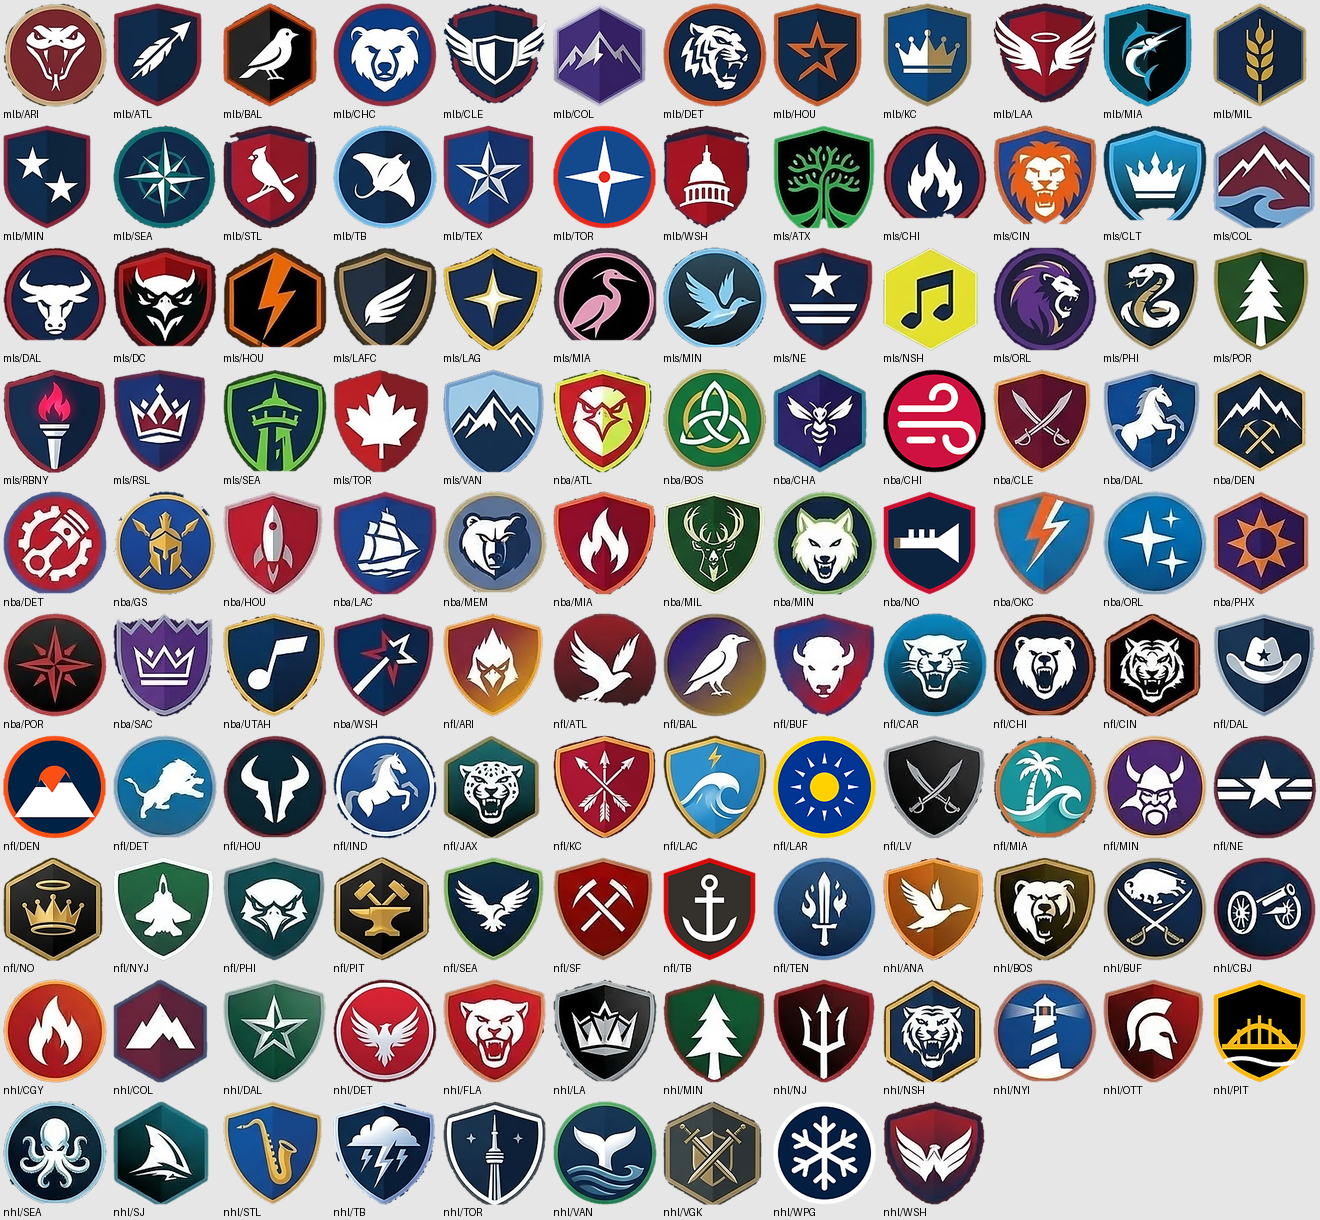 mlb/ARI mlb/ATL mlb/BAL mlb/CHC mlb/CLE mlb/COL mlb/DET mlb/HOU mlb/KC mlb/LAA mlb/MIA mlb/MIL
mlb/MIN mlb/SEA mlb/STL mlb/TB mlb/TEX mlb/TOR mlb/WSH mls/ATX mls/CHI mls/CIN mls/CLT mls/COL
mls/DAL mls/DC mls/HOU mls/LAFC mls/LAG mls/MIA mls/MIN mls/NE mls/NSH mls/ORL mls/PHI mls/POR
mls/RBNY mls/RSL mls/SEA mls/TOR mls/VAN nba/ATL nba/BOS nba/CHA nba/CHI nba/CLE nba/DAL nba/DEN
nba/DET nba/GS nba/HOU nba/LAC nba/MEM nba/MIA nba/MIL nba/MIN nba/NO nba/OKC nba/ORL nba/PHX
nba/POR nba/SAC nba/UTAH nba/WSH nfl/ARI nfl/ATL nfl/BAL nfl/BUF nfl/CAR nfl/CHI nfl/CIN nfl/DAL
nfl/DEN nfl/DET nfl/HOU nfl/IND nfl/JAX nfl/KC nfl/LAC nfl/LAR nfl/LV nfl/MIA nfl/MIN nfl/NE
nfl/NO nfl/NYJ nfl/PHI nfl/PIT nfl/SEA nfl/SF nfl/TB nfl/TEN nhl/ANA nhl/BOS nhl/BUF nhl/CBJ
nhl/CGY nhl/COL nhl/DAL nhl/DET nhl/FLA nhl/LA nhl/MIN nhl/NJ nhl/NSH nhl/NYI nhl/OTT nhl/PIT
nhl/SEA nhl/SJ nhl/STL nhl/TB nhl/TOR nhl/VAN nhl/VGK nhl/WPG nhl/WSH